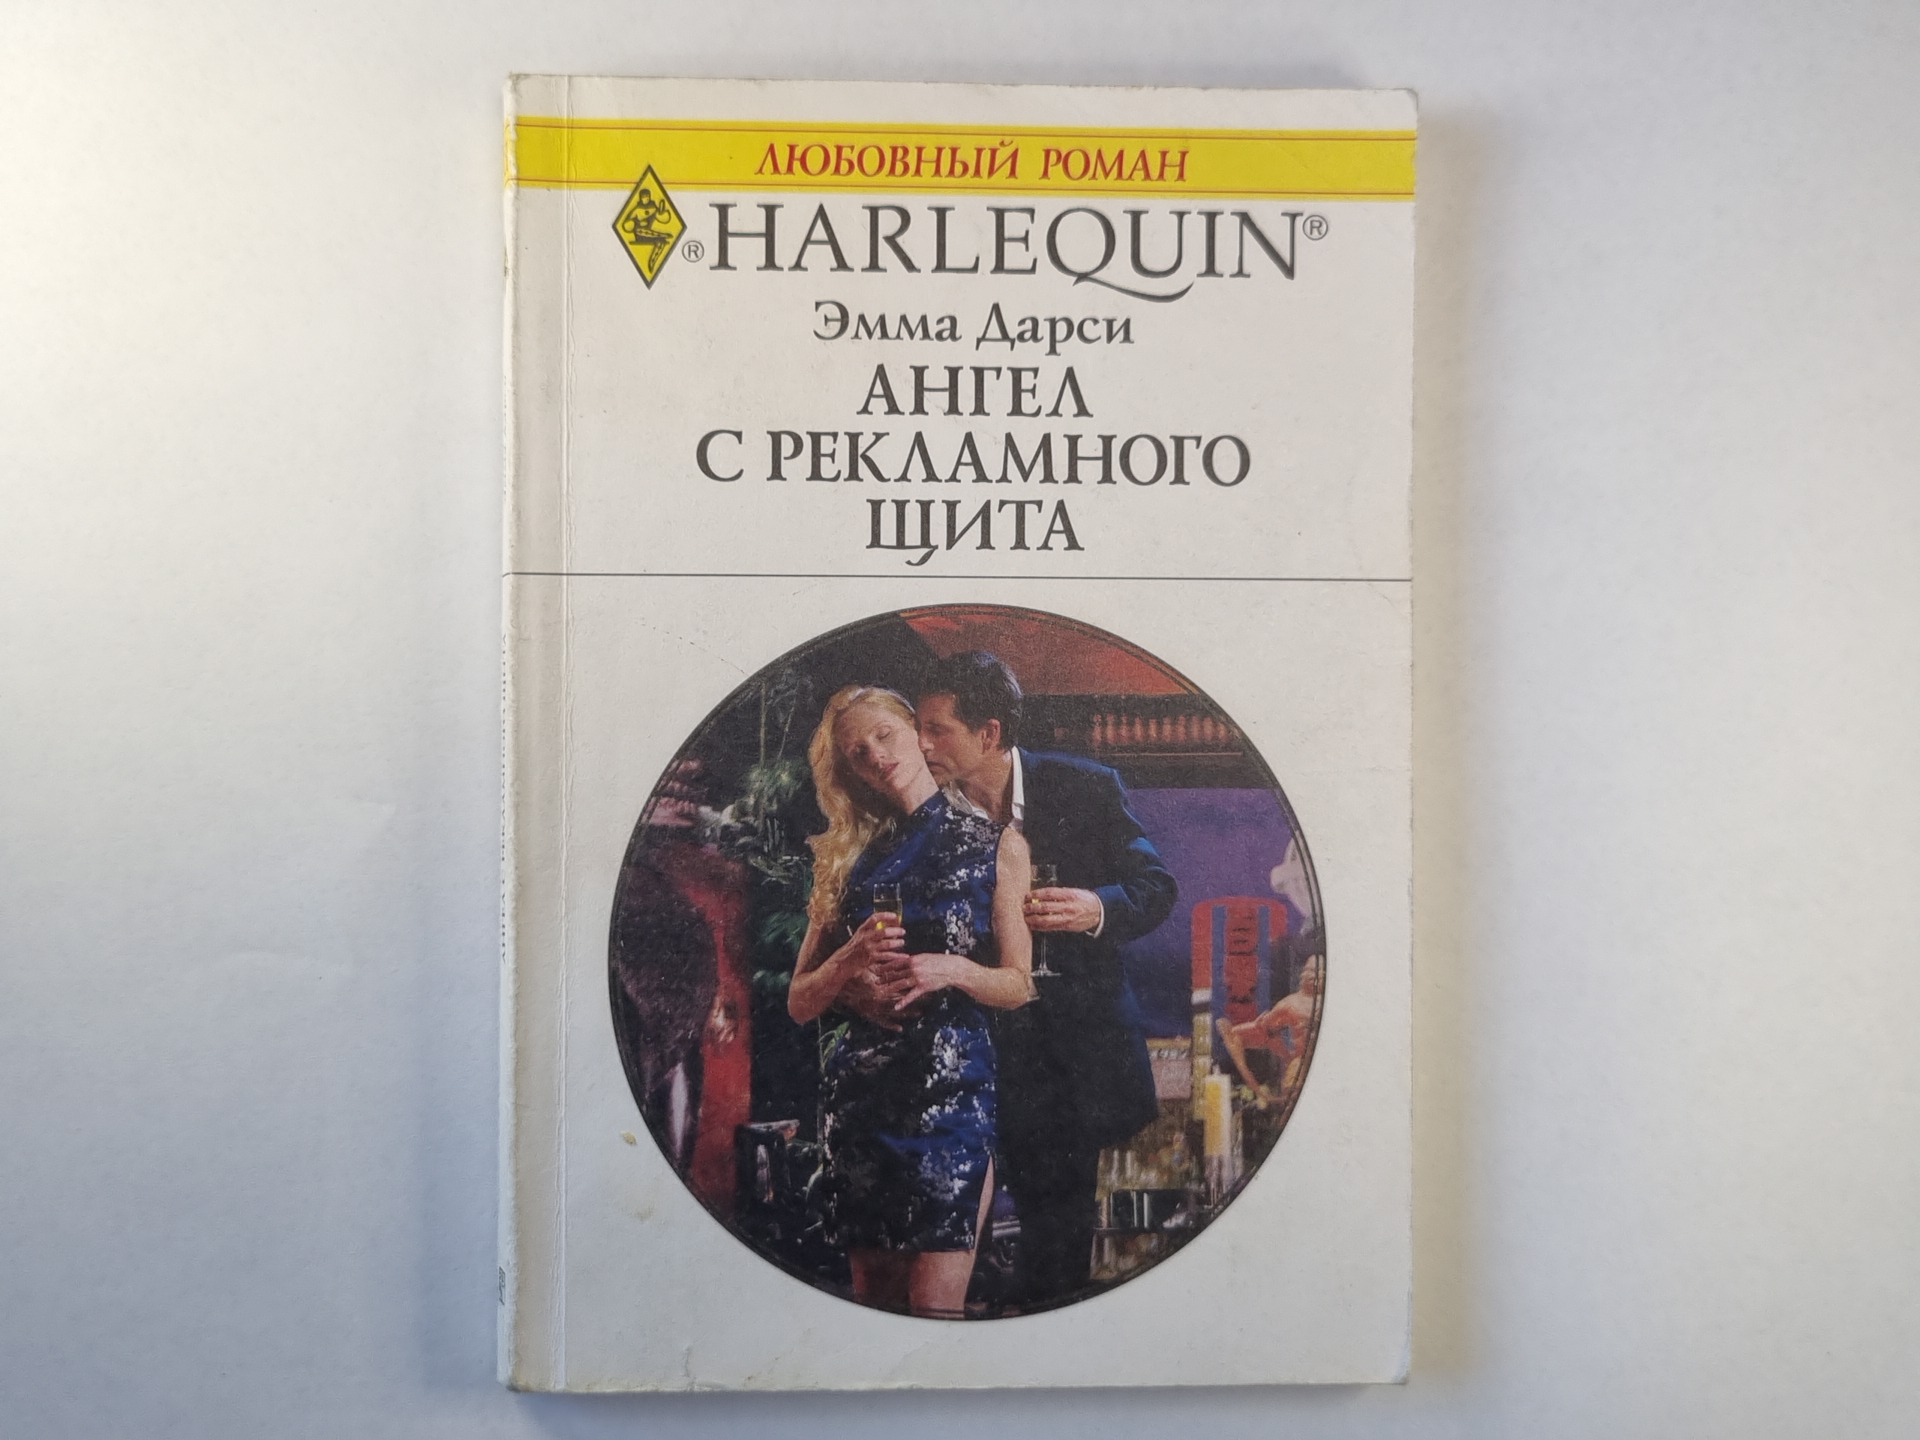 ЛЮБОВНЫЙ РОМАН
® HARLEQUIN®
Эмма Дарси
АНГЕЛ
С РЕКЛАМНОГО
ЩИТА